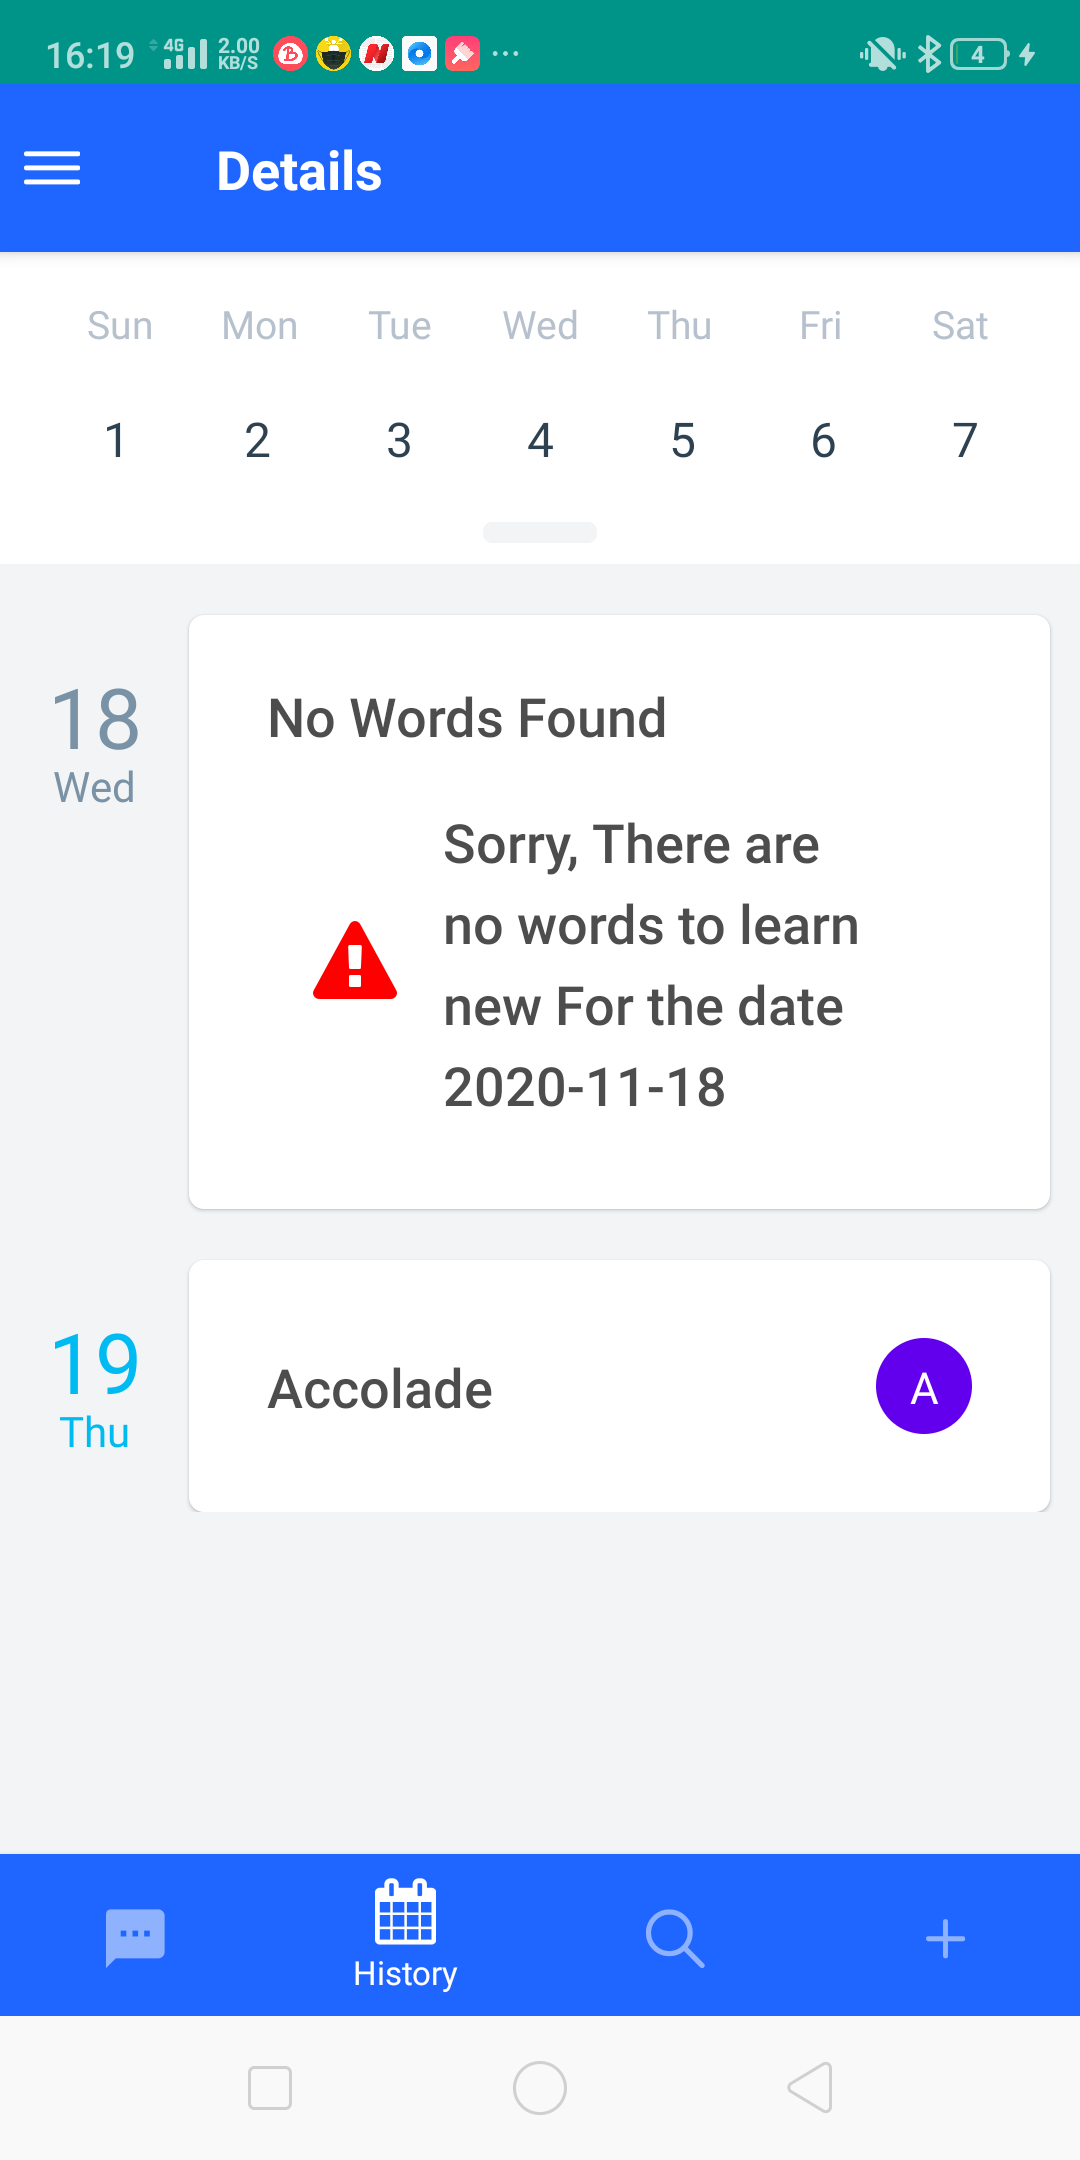 16:19 4G 2.00 KB/S B N ... 4
Details
Sun Mon Tue Wed Thu Fri Sat
1 2 3 4 5 6 7
18
Wed
No Words Found
Sorry, There are
no words to learn
new For the date
2020-11-18
19
Thu
Accolade
A
History